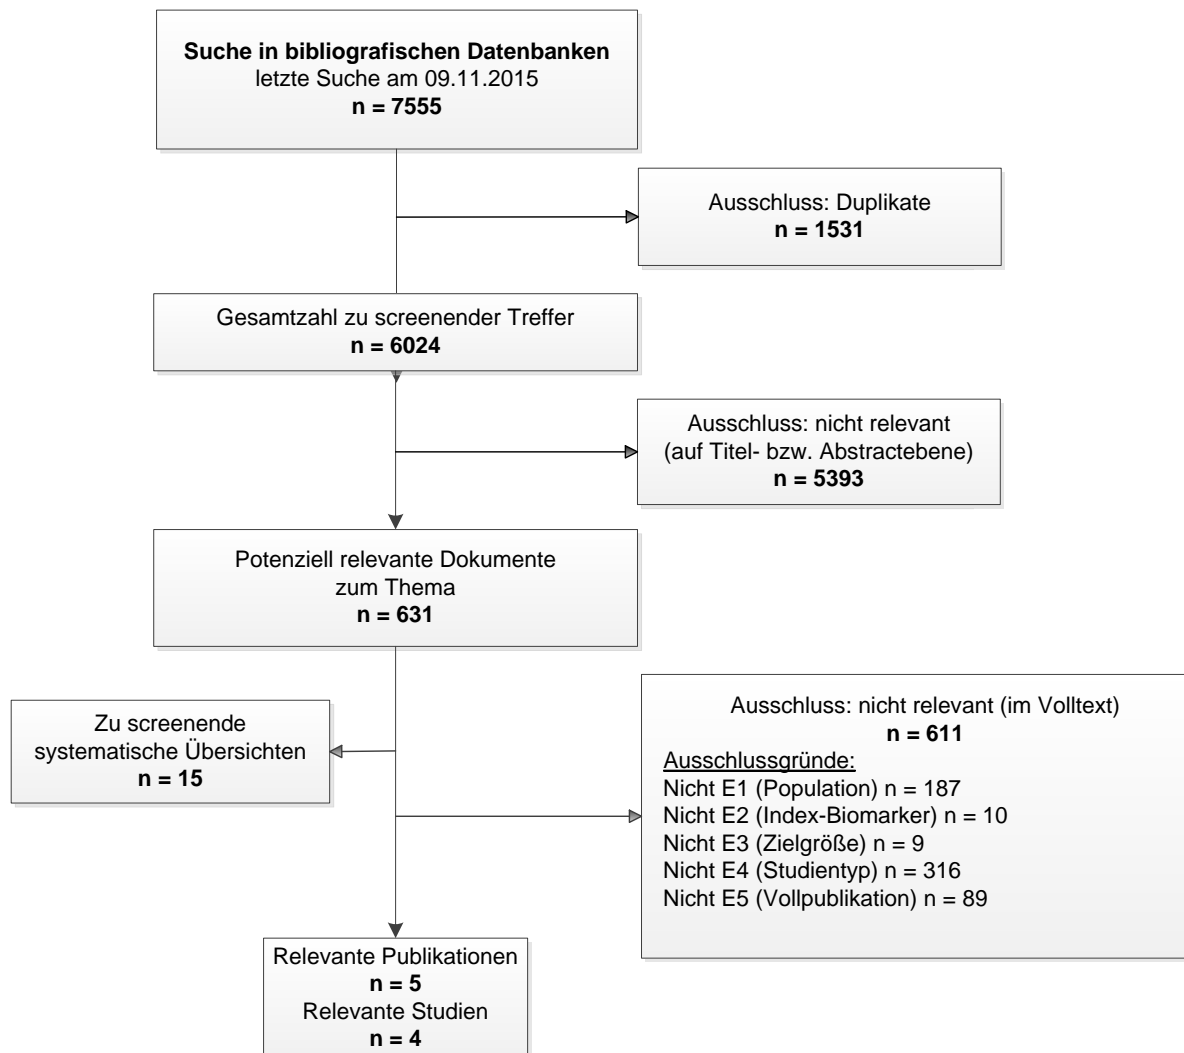 Suche in bibliografischen Datenbanken
letzte Suche am 09.11.2015
n = 7555
Ausschluss: Duplikate
n = 1531
Gesamtzahl zu screenender Treffer
n = 6024
Ausschluss: nicht relevant
(auf Titel- bzw. Abstractebene)
n = 5393
Potenziell relevante Dokumente
zum Thema
n = 631
Zu screenende
systematische Übersichten
n = 15
Ausschluss: nicht relevant (im Volltext)
n = 611
Ausschlussgründe:
Nicht E1 (Population) n = 187
Nicht E2 (Index-Biomarker) n = 10
Nicht E3 (Zielgröße) n = 9
Nicht E4 (Studientyp) n = 316
Nicht E5 (Vollpublikation) n = 89
Relevante Publikationen
n = 5
Relevante Studien
n = 4